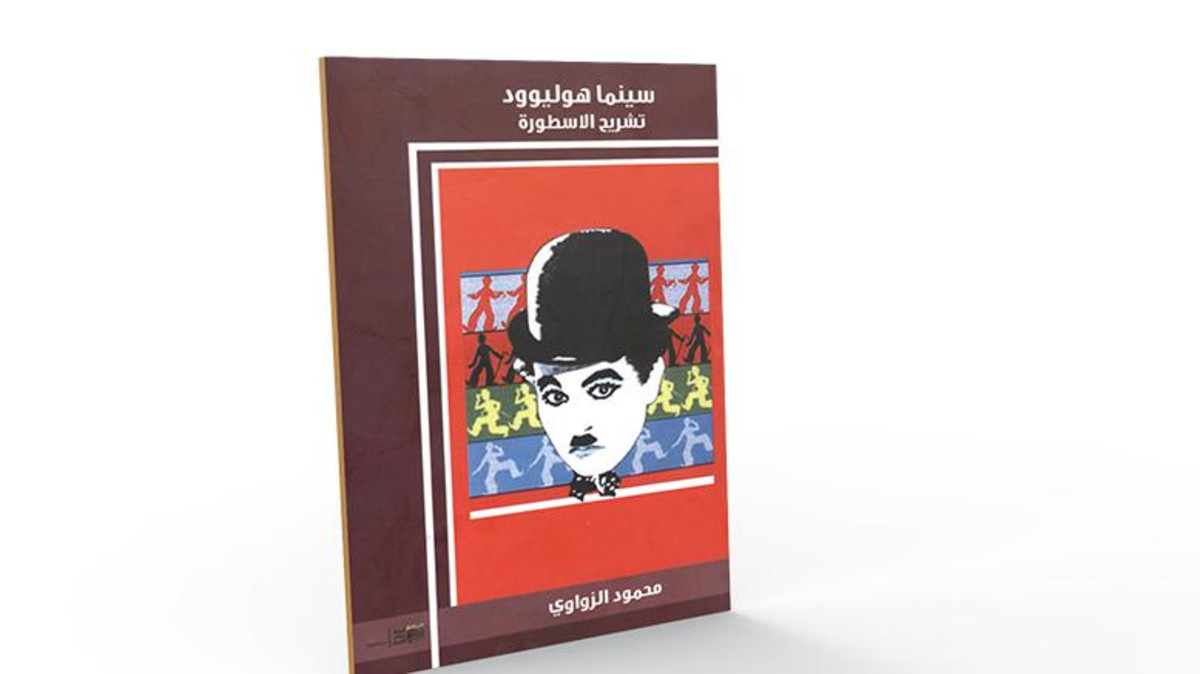 سينما هوليوود
تشريح الاسطورة
محمود الزواوي